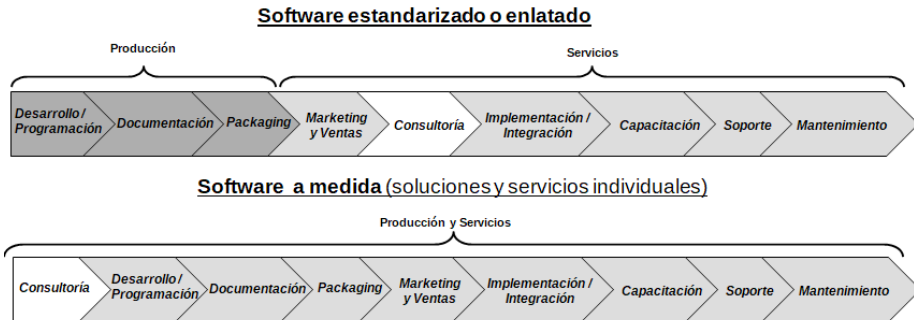 Software estandarizado o enlatado
Producción
Servicios
Desarrollo /
Programación
Documentación
Packaging
Marketing
y Ventas
Consultoría
Implementación /
Integración
Capacitación
Soporte
Mantenimiento
Software a medida (soluciones y servicios individuales)
Producción y Servicios
Consultoría
Desarrollo /
Programación
Documentación
Packaging
Marketing
y Ventas
Implementación /
Integración
Capacitación
Soporte
Mantenimiento